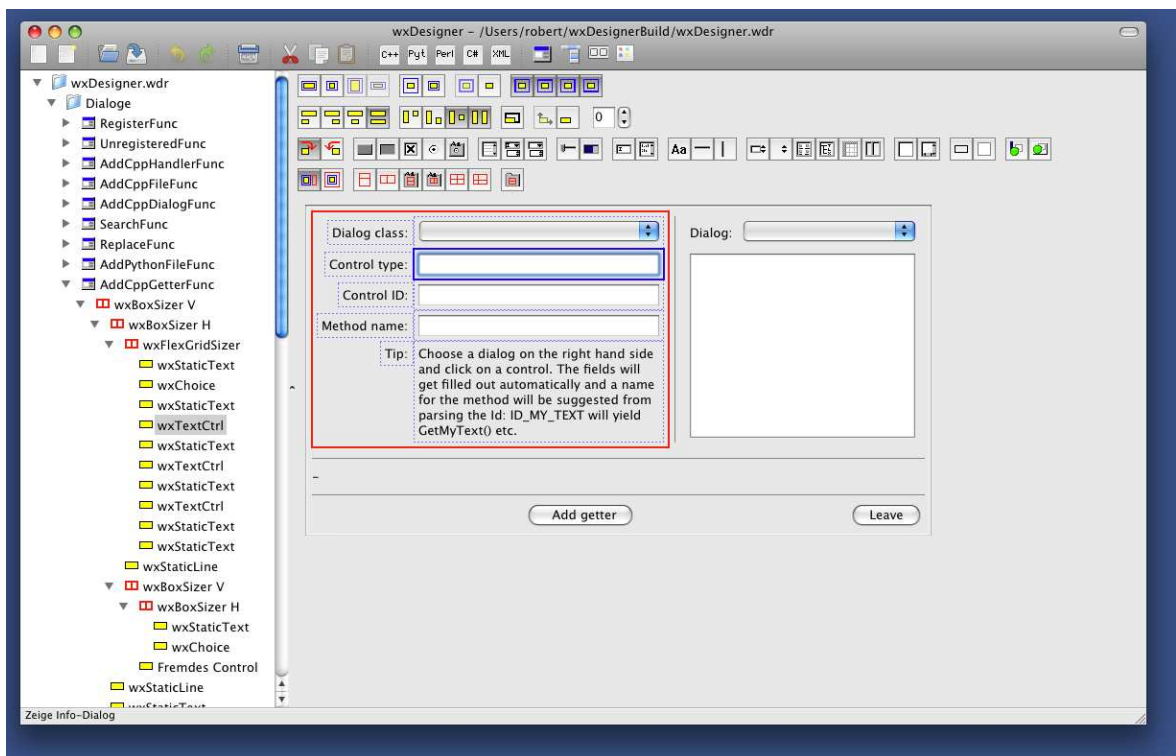 wxDesigner – /Users/robert/wxDesignerBuild/wxDesigner.wdr
C++ Pyt Perl C# XML
wxDesigner.wdr
Dialoge
RegisterFunc
UnregisteredFunc
AddCppHandlerFunc
AddCppFileFunc
AddCppDialogFunc
SearchFunc
ReplaceFunc
AddPythonFileFunc
AddCppGetterFunc
wxBoxSizer V
wxBoxSizer H
wxFlexGridSizer
wxStaticText
wxChoice
wxStaticText
wxTextCtrl
wxStaticText
wxTextCtrl
wxStaticText
wxTextCtrl
wxStaticText
wxStaticText
wxStaticLine
wxBoxSizer V
wxBoxSizer H
wxStaticText
wxChoice
Fremdes Control
wxStaticLine
wxStaticText
0
Aa
Dialog class:
Control type:
Control ID:
Method name:
Tip: Choose a dialog on the right hand side
and click on a control. The fields will
get filled out automatically and a name
for the method will be suggested from
parsing the Id: ID_MY_TEXT will yield
GetMyText() etc.
Dialog:
–
Add getter
Leave
Zeige Info-Dialog